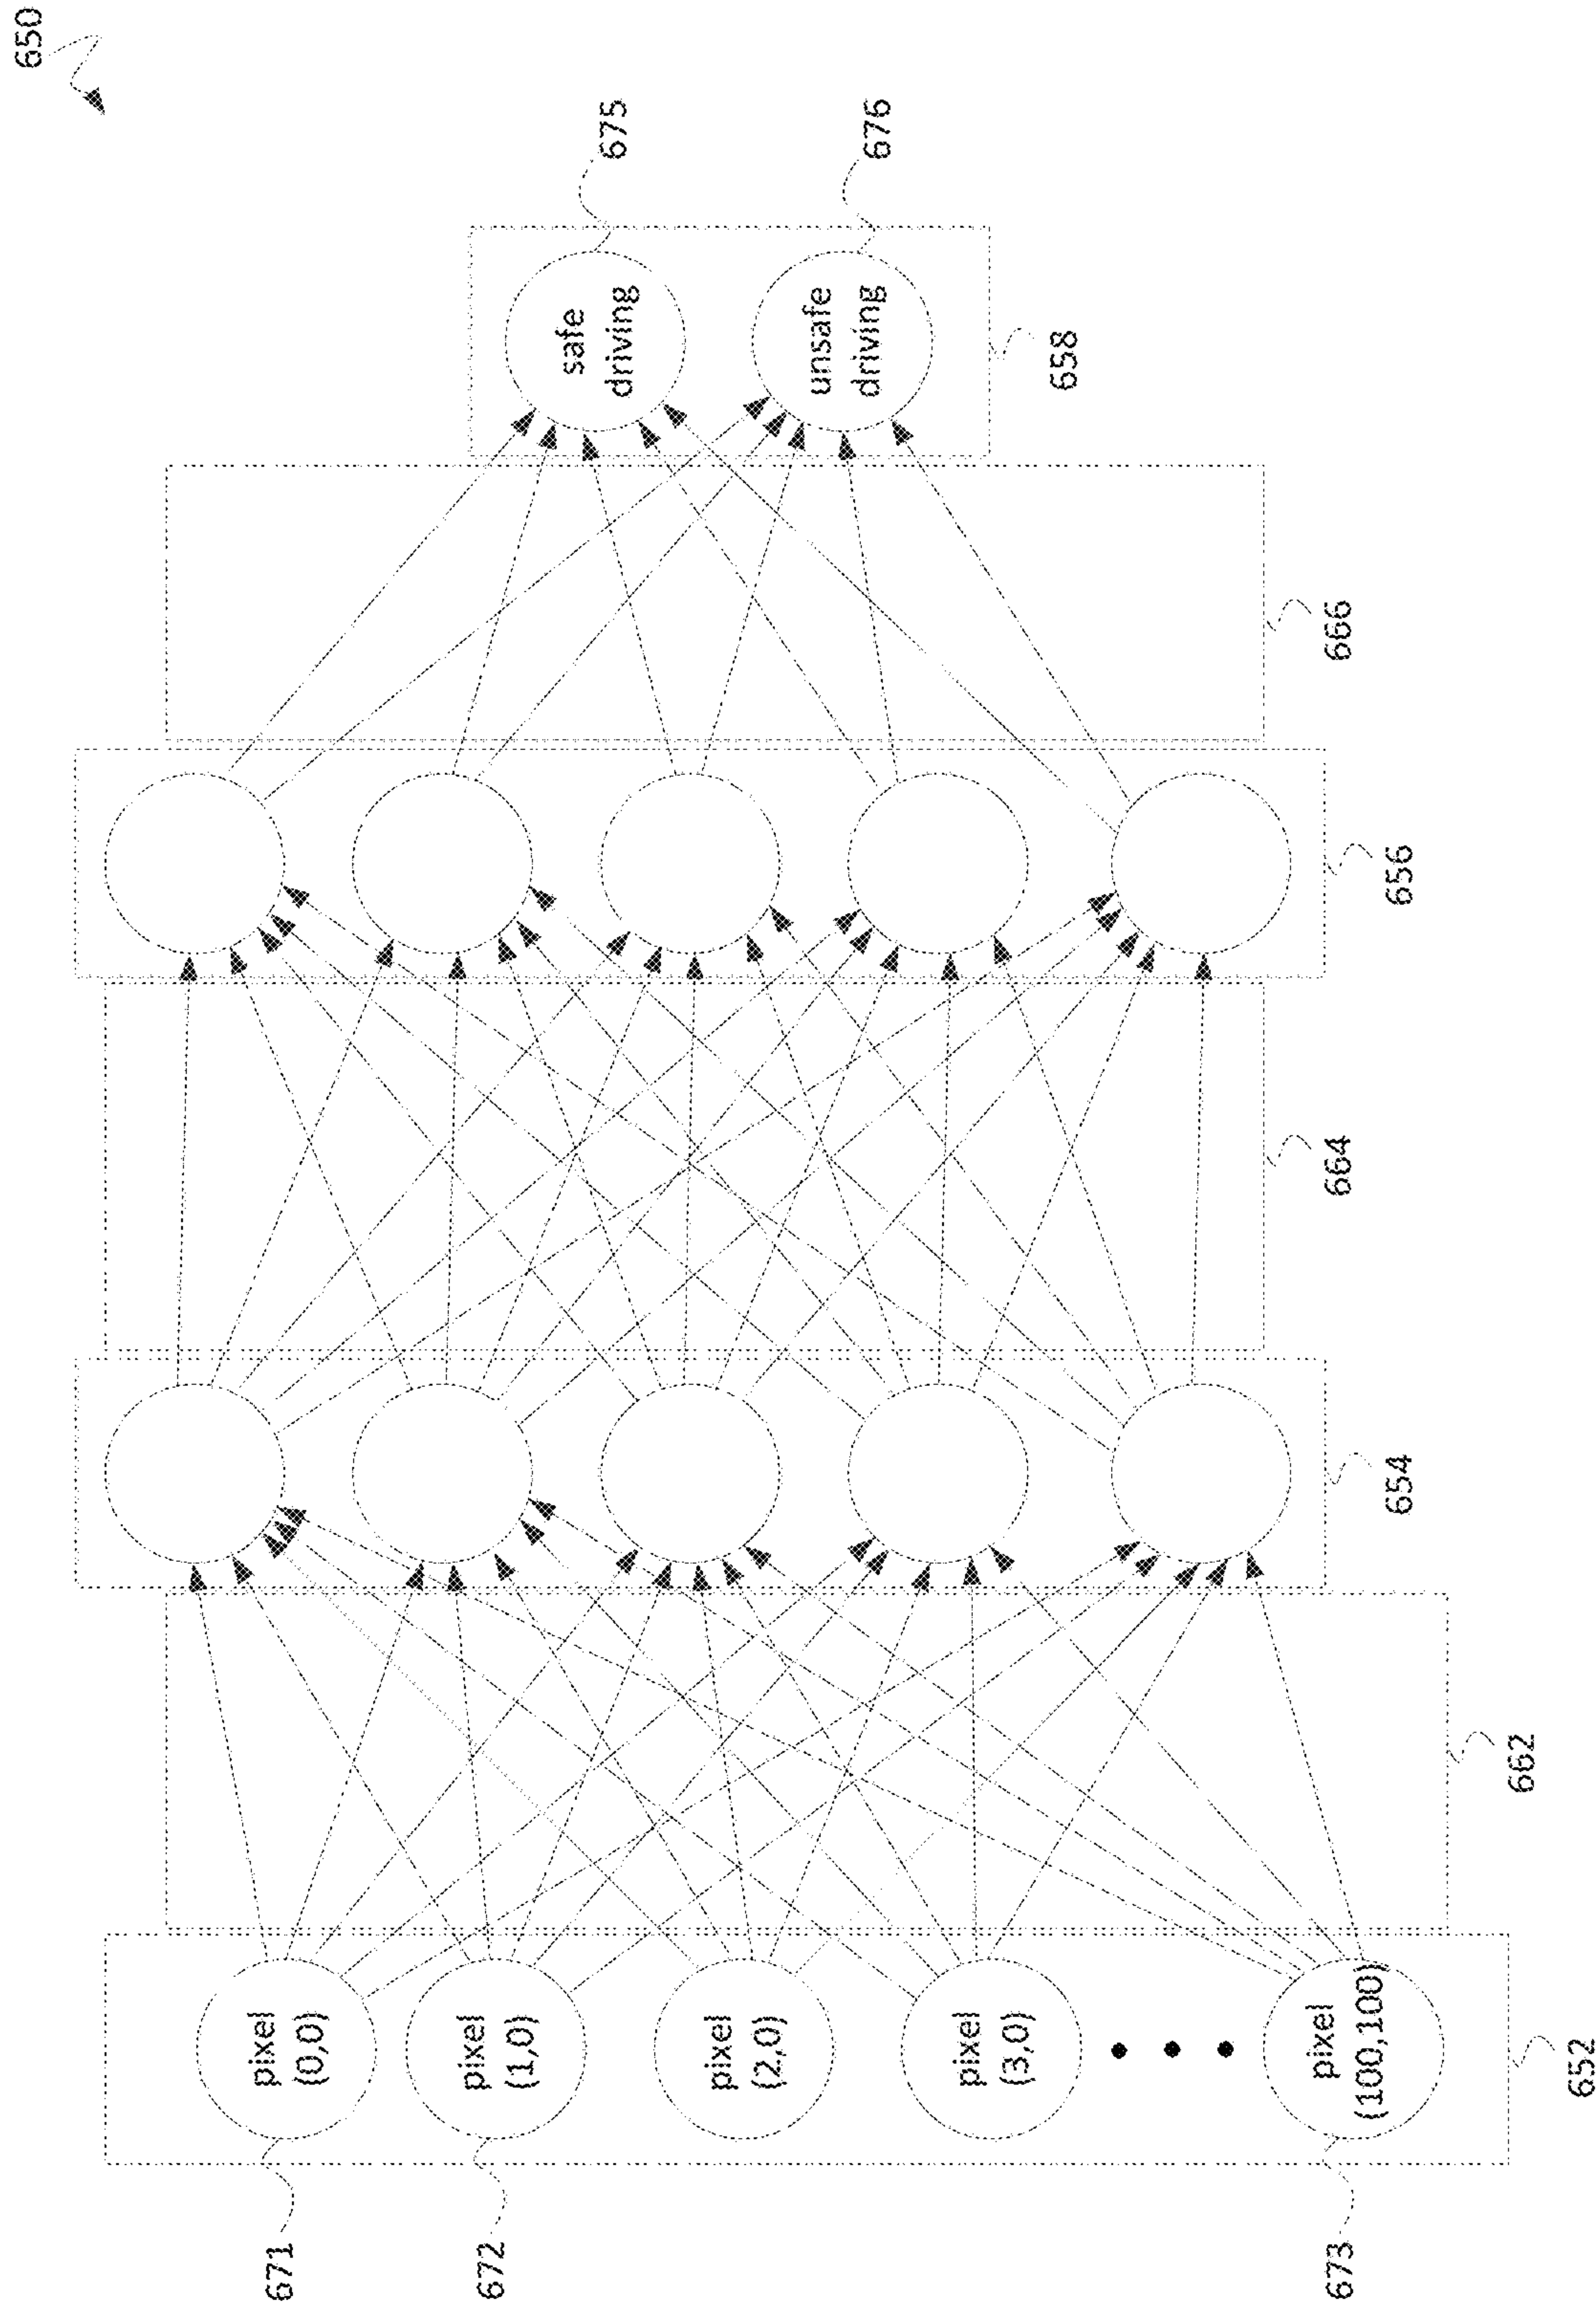 650
671
672
673
pixel
(0,0)
pixel
(1,0)
pixel
(2,0)
pixel
(3,0)
pixel
(100,100)
652
662
654
664
656
666
safe
driving
unsafe
driving
658
675
676